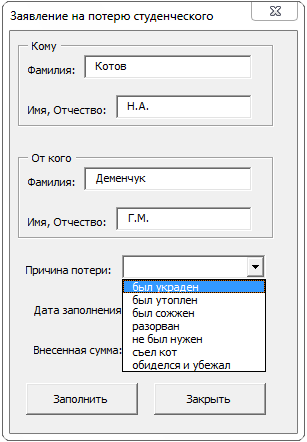 Заявление на потерю студенческого
Кому
Фамилия: Котов
Имя, Отчество: Н.А.
От кого
Фамилия: Деменчук
Имя, Отчество: Г.М.
Причина потери:
был украден
был утоплен
Дата заполнения
был сожжен
разорван
не был нужен
Внесенная сумма:
съел кот
обиделся и убежал
Заполнить Закрыть